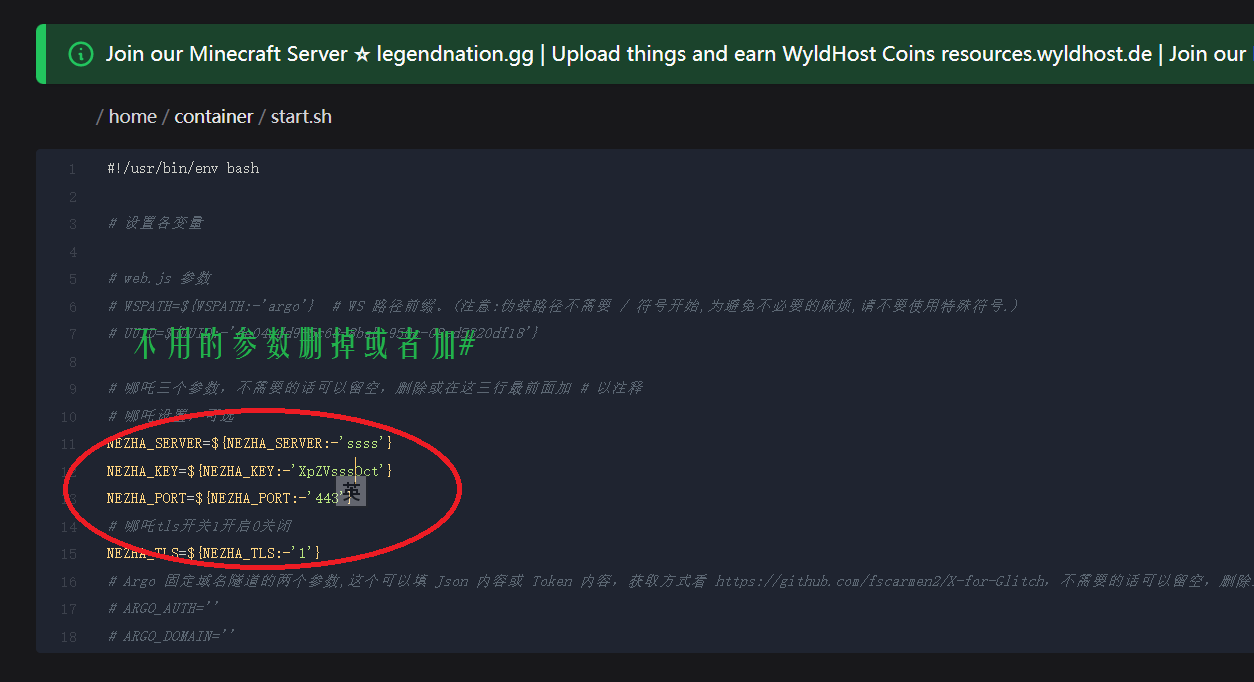 Join our Minecraft Server ☆ legendnation.gg | Upload things and earn WyldHost Coins resources.wyldhost.de | Join our
/ home / container / start.sh
1 #!/usr/bin/env bash
2
3 # 设置各变量
4
5 # web.js 参数
6 # WSPATH=${WSPATH:-'argo'} # WS 路径前缀。(注意:伪装路径不需要 / 符号开始,为避免不必要的麻烦,请不要使用特殊符号.)
7 # UUID=
不用的参数删掉或者加#
8
9 # 哪吒三个参数，不需要的话可以留空，删除或在这三行最前面加 # 以注释
10 # 哪吒设置，可选
11 NEZHA_SERVER=${NEZHA_SERVER:-'ssss'}
12 NEZHA_KEY=${NEZHA_KEY:-'XpZVsssOct'}
13 NEZHA_PORT=${NEZHA_PORT:-'443'}
英
14 # 哪吒tls开关1开启0关闭
15 NEZHA_TLS=${NEZHA_TLS:-'1'}
16 # Argo 固定域名隧道的两个参数,这个可以填 Json 内容或 Token 内容，获取方式看 https://github.com/fscarmen2/X-for-Glitch，不需要的话可以留空，删除
17 # ARGO_AUTH=''
18 # ARGO_DOMAIN=''